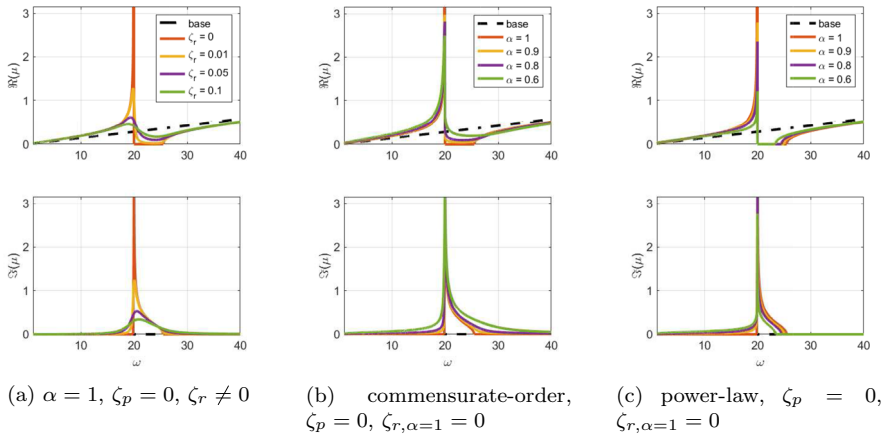 base
ζr = 0
ζr = 0.01
ζr = 0.05
ζr = 0.1
ℜ(μ)
3
2
1
0
10 20 30 40
ℑ(μ)
3
2
1
0
10 20 30 40
ω
(a) α = 1, ζp = 0, ζr ≠ 0
base
α = 1
α = 0.9
α = 0.8
α = 0.6
ℜ(μ)
3
2
1
0
10 20 30 40
ℑ(μ)
3
2
1
0
10 20 30 40
ω
(b) commensurate-order,
ζp = 0, ζr,α=1 = 0
base
α = 1
α = 0.9
α = 0.8
α = 0.6
ℜ(μ)
3
2
1
0
10 20 30 40
ℑ(μ)
3
2
1
0
10 20 30 40
ω
(c) power-law, ζp = 0,
ζr,α=1 = 0